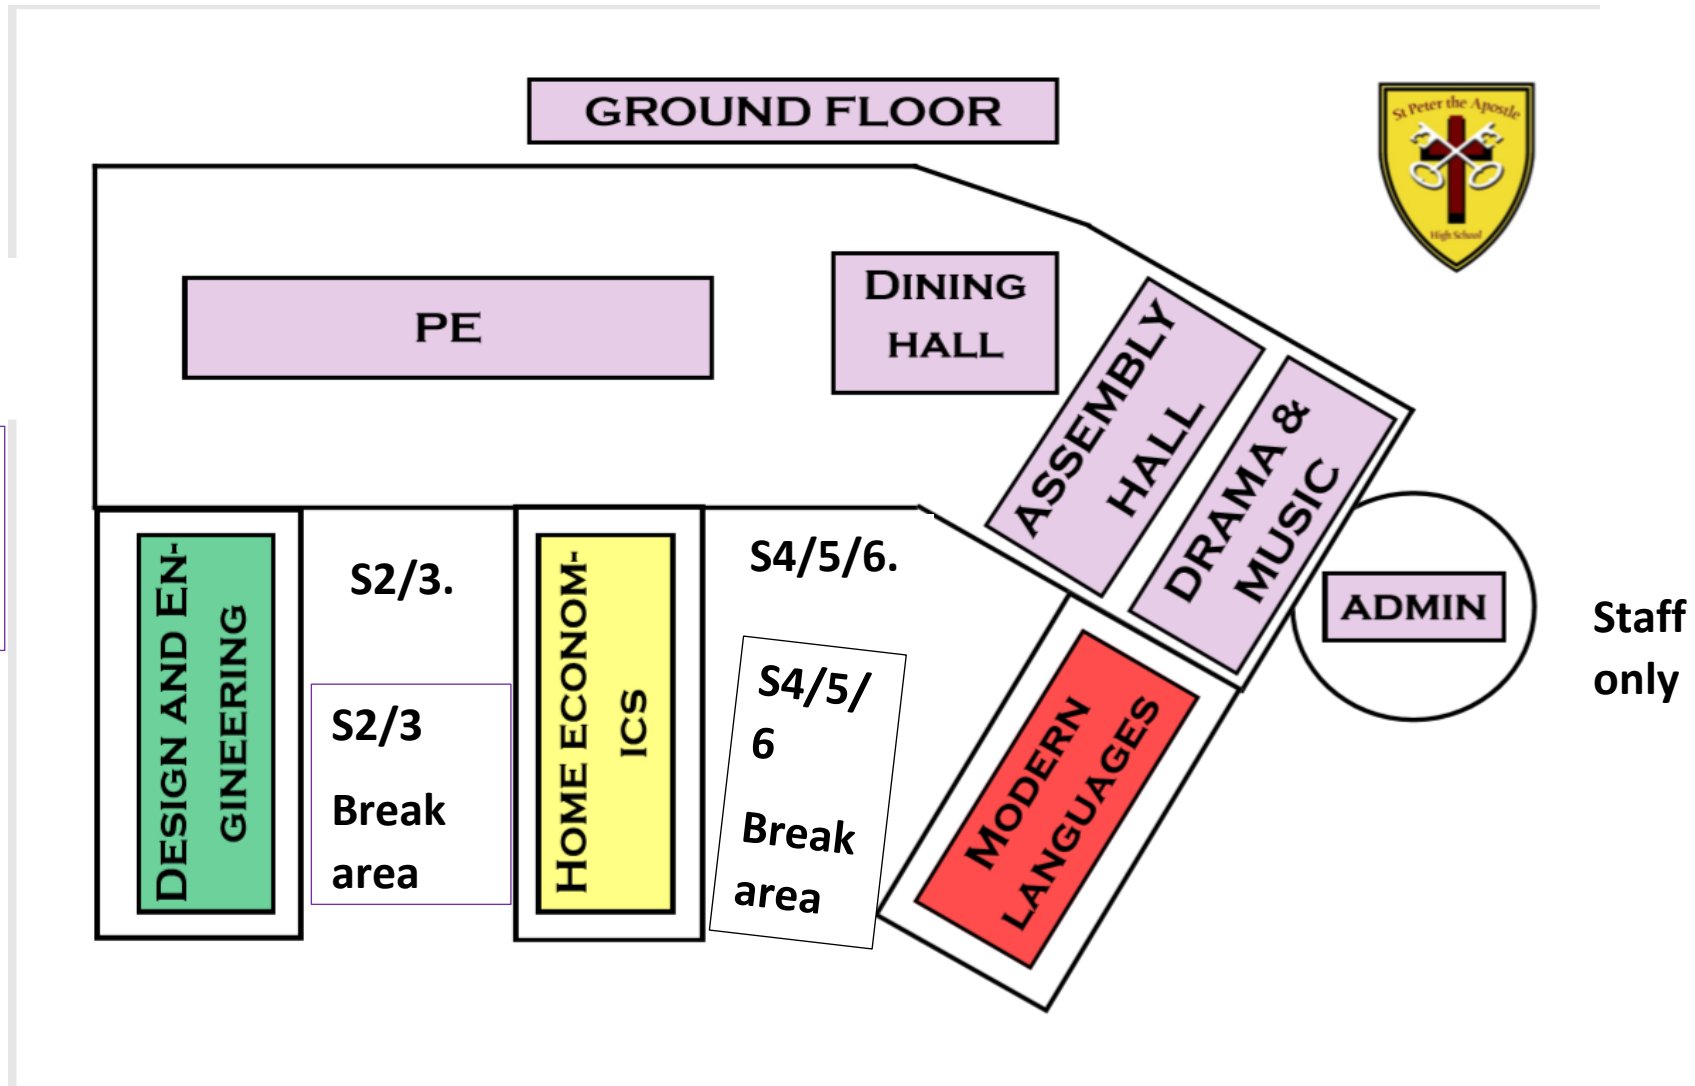 GROUND FLOOR
St Peter the Apostle
High School
PE
DINING
HALL
ASSEMBLY
HALL
DRAMA &
MUSIC
ADMIN
Staff
only
DESIGN AND EN-
GINEERING
S2/3.
S2/3
Break
area
HOME ECONOM-
ICS
S4/5/6.
S4/5/
6
Break
area
MODERN
LANGUAGES